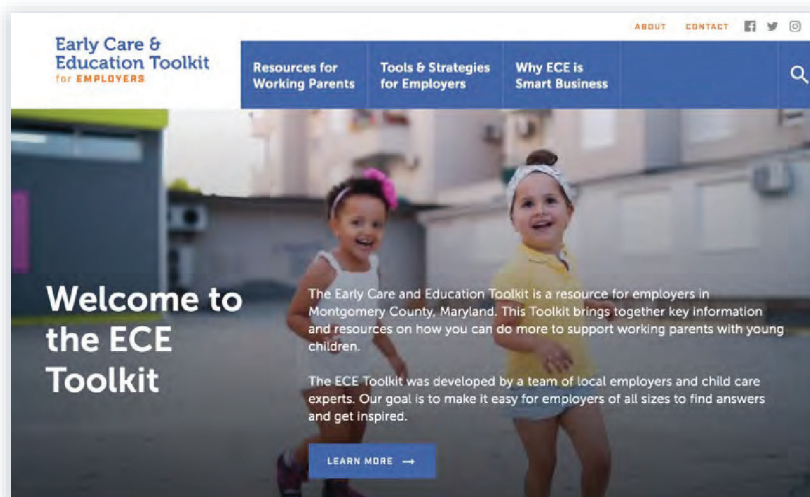 ABOUT CONTACT
Early Care &
Education Toolkit
for EMPLOYERS
Resources for
Working Parents
Tools & Strategies
for Employers
Why ECE is
Smart Business
Welcome to
the ECE
Toolkit
The Early Care and Education Toolkit is a resource for employers in
Montgomery County, Maryland. This Toolkit brings together key information
and resources on how you can do more to support working parents with young
children.
The ECE Toolkit was developed by a team of local employers and child care
experts. Our goal is to make it easy for employers of all sizes to find answers
and get inspired.
LEARN MORE →